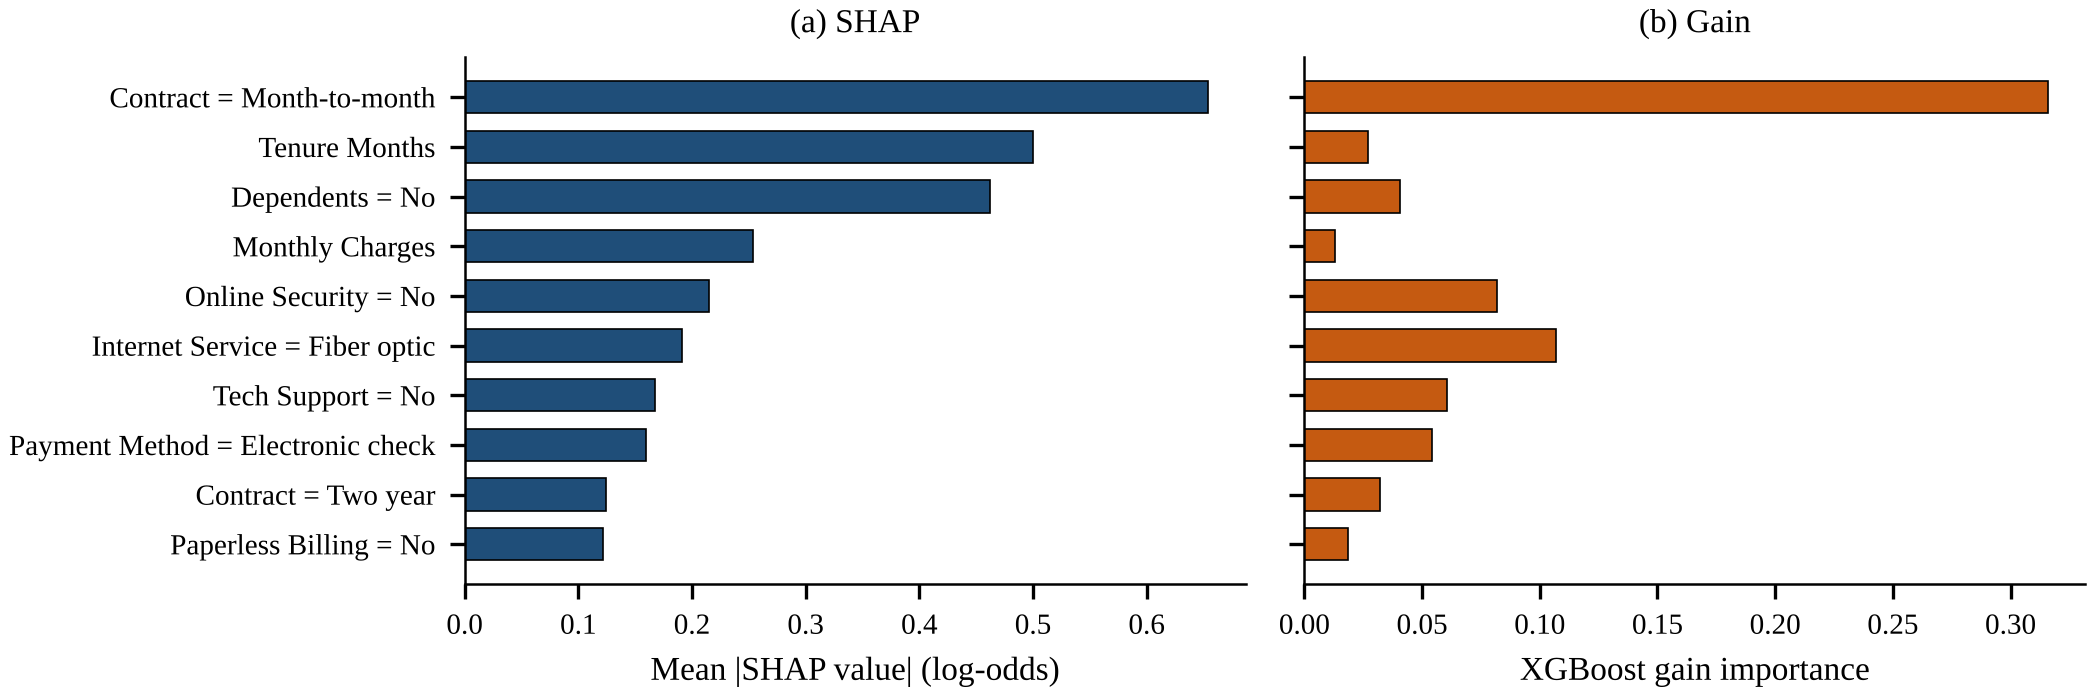 (a) SHAP
(b) Gain
Contract = Month-to-month
Tenure Months
Dependents = No
Monthly Charges
Online Security = No
Internet Service = Fiber optic
Tech Support = No
Payment Method = Electronic check
Contract = Two year
Paperless Billing = No
0.0 0.1 0.2 0.3 0.4 0.5 0.6
Mean |SHAP value| (log-odds)
0.00 0.05 0.10 0.15 0.20 0.25 0.30
XGBoost gain importance